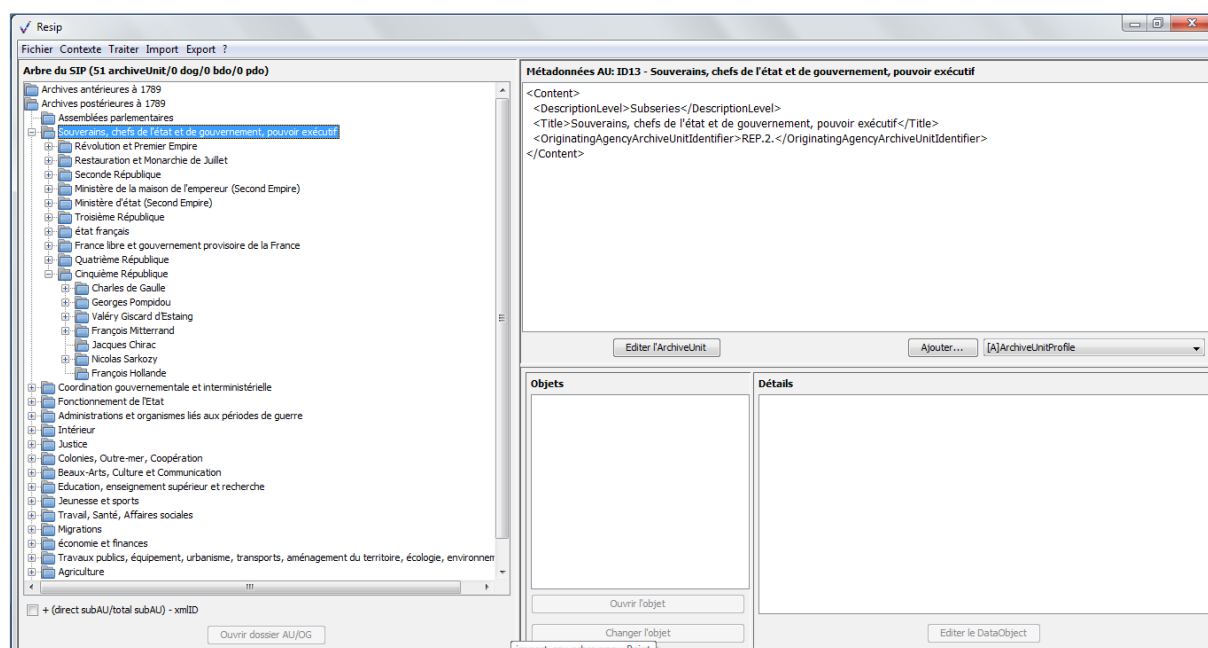 Resip
Fichier Contexte Traiter Import Export ?
Arbre du SIP (51 archiveUnit/0 dog/0 bdo/0 pdo)
Archives antérieures à 1789
Archives postérieures à 1789
Assemblées parlementaires
Souverains, chefs de l'état et de gouvernement, pouvoir exécutif
Révolution et Premier Empire
Restauration et Monarchie de Juillet
Seconde République
Ministère de la maison de l'empereur (Second Empire)
Ministère d'état (Second Empire)
Troisième République
état français
France libre et gouvernement provisoire de la France
Quatrième République
Cinquième République
Charles de Gaulle
Georges Pompidou
Valéry Giscard d'Estaing
François Mitterrand
Jacques Chirac
Nicolas Sarkozy
François Hollande
Coordination gouvernementale et interministérielle
Fonctionnement de l'Etat
Administrations et organismes liés aux périodes de guerre
Intérieur
Justice
Colonies, Outre-mer, Coopération
Beaux-Arts, Culture et Communication
Education, enseignement supérieur et recherche
Jeunesse et sports
Travail, Santé, Affaires sociales
Migrations
économie et finances
Travaux publics, équipement, urbanisme, transports, aménagement du territoire, écologie, environnem
Agriculture
+ (direct subAU/total subAU) - xmlID
Ouvrir dossier AU/OG
Métadonnées AU: ID13 - Souverains, chefs de l'état et de gouvernement, pouvoir exécutif
<Content>
<DescriptionLevel>Subseries</DescriptionLevel>
<Title>Souverains, chefs de l'état et de gouvernement, pouvoir exécutif</Title>
<OriginatingAgencyArchiveUnitIdentifier>REP.2.</OriginatingAgencyArchiveUnitIdentifier>
</Content>
Editer l'ArchiveUnit
Ajouter...
[A]ArchiveUnitProfile
Objets
Ouvrir l'objet
Changer l'objet
Détails
Editer le DataObject